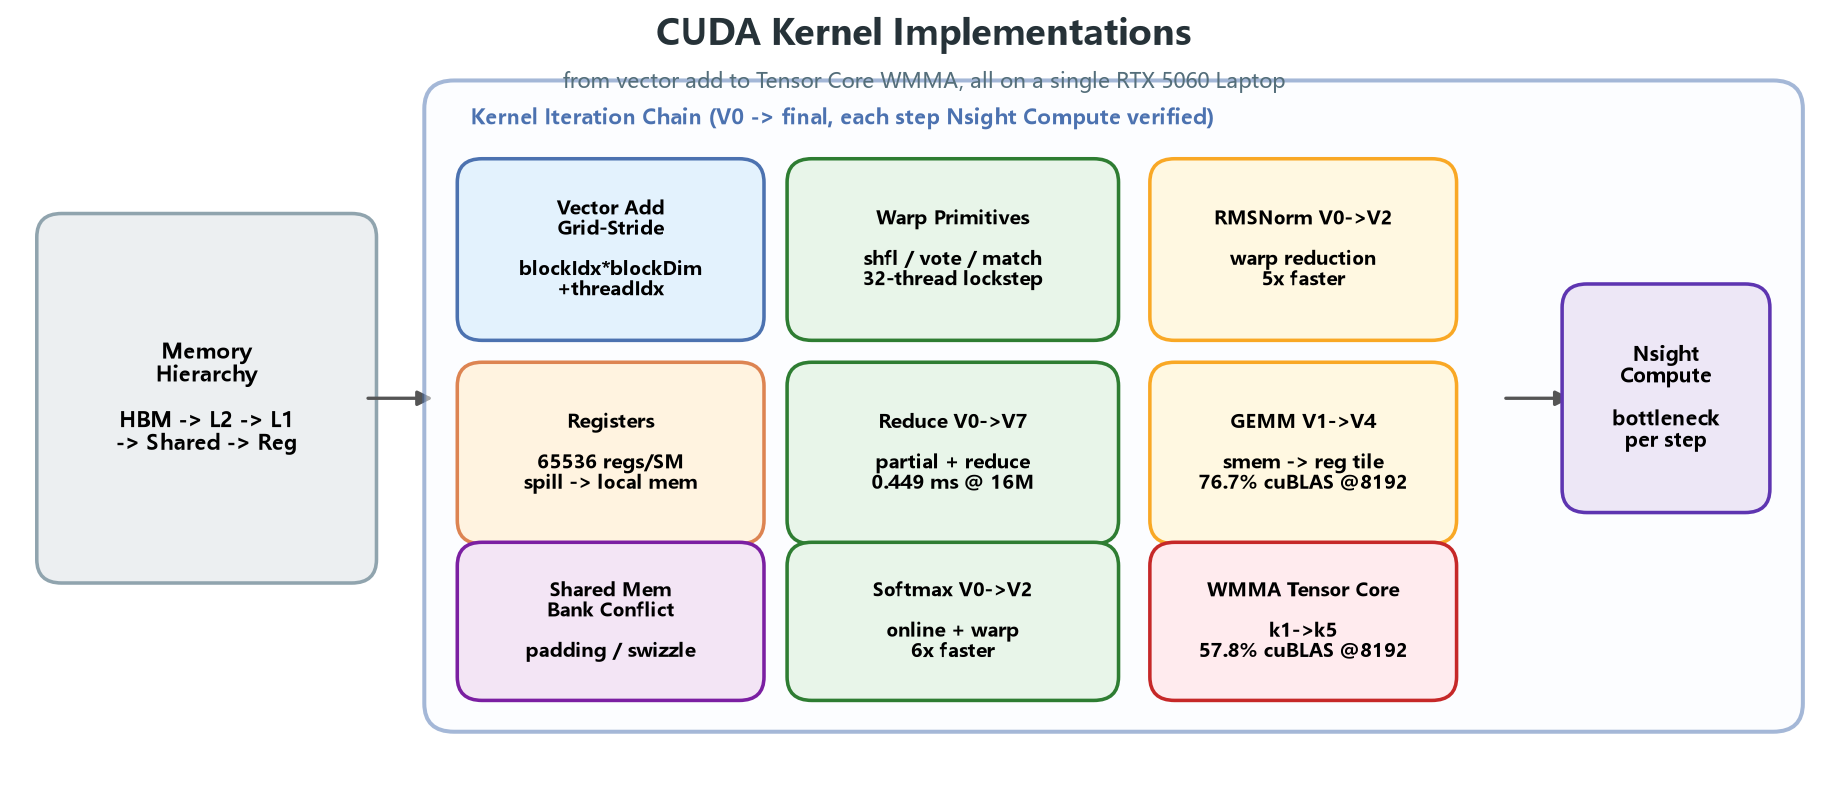 CUDA Kernel Implementations
from vector add to Tensor Core WMMA, all on a single RTX 5060 Laptop
Kernel Iteration Chain (V0 -> final, each step Nsight Compute verified)
Memory
Hierarchy
HBM -> L2 -> L1
-> Shared -> Reg
Vector Add
Grid-Stride
blockIdx*blockDim
+threadIdx
Warp Primitives
shfl / vote / match
32-thread lockstep
RMSNorm V0->V2
warp reduction
5x faster
Registers
65536 regs/SM
spill -> local mem
Reduce V0->V7
partial + reduce
0.449 ms @ 16M
GEMM V1->V4
smem -> reg tile
76.7% cuBLAS @8192
Shared Mem
Bank Conflict
padding / swizzle
Softmax V0->V2
online + warp
6x faster
WMMA Tensor Core
k1->k5
57.8% cuBLAS @8192
Nsight
Compute
bottleneck
per step